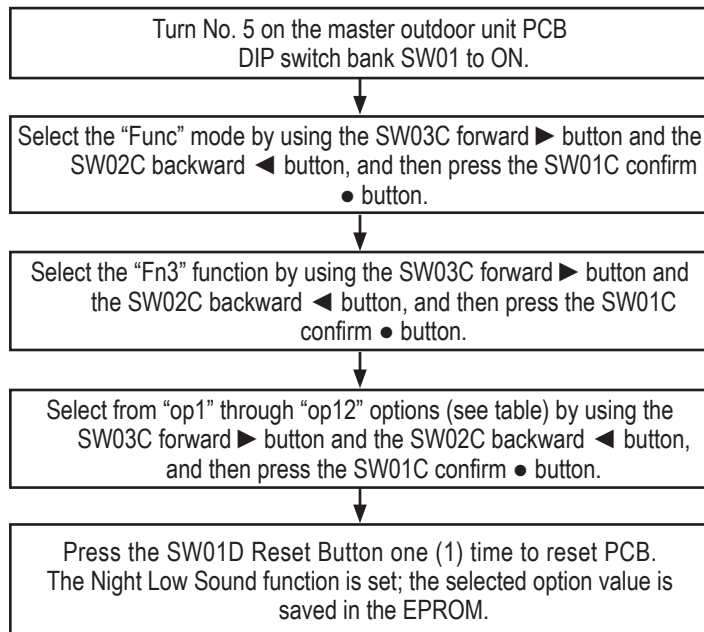 Turn No. 5 on the master outdoor unit PCB
DIP switch bank SW01 to ON.
Select the “Func” mode by using the SW03C forward ► button and the
SW02C backward ◄ button, and then press the SW01C confirm
● button.
Select the “Fn3” function by using the SW03C forward ► button and
the SW02C backward ◄ button, and then press the SW01C
confirm ● button.
Select from “op1” through “op12” options (see table) by using the
SW03C forward ► button and the SW02C backward ◄ button,
and then press the SW01C confirm ● button.
Press the SW01D Reset Button one (1) time to reset PCB.
The Night Low Sound function is set; the selected option value is
saved in the EPROM.